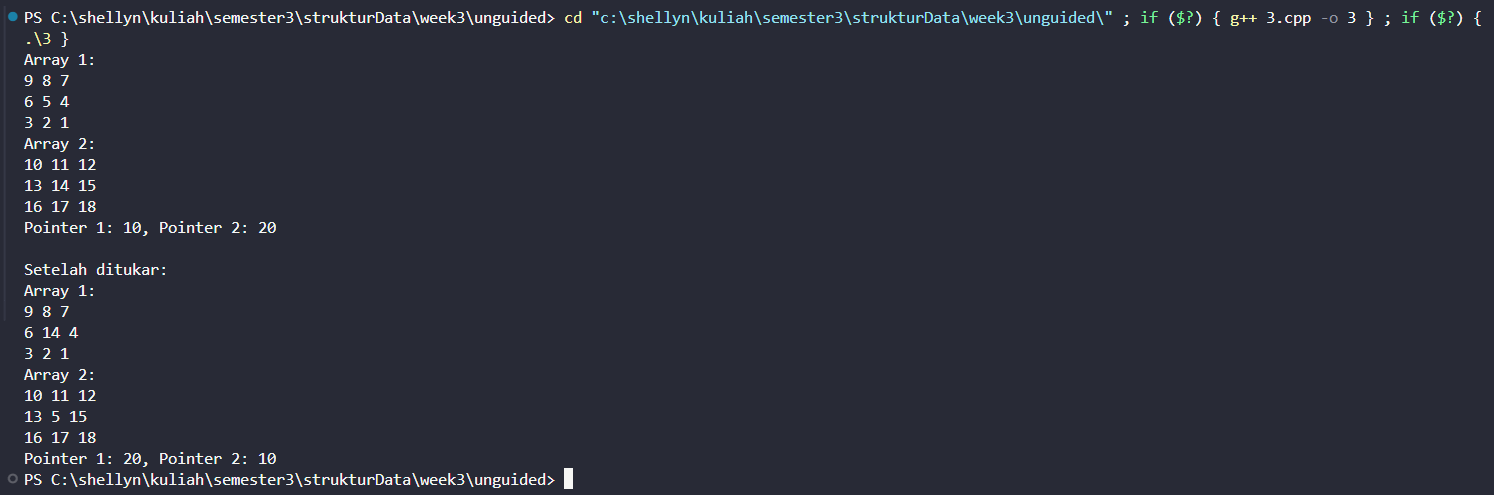 PS C:\shellyn\kuliah\semester3\strukturData\week3\unguided> cd "c:\shellyn\kuliah\semester3\strukturData\week3\unguided\" ; if ($?) { g++ 3.cpp -o 3 } ; if ($?) {
.\3 }
Array 1:
9 8 7
6 5 4
3 2 1
Array 2:
10 11 12
13 14 15
16 17 18
Pointer 1: 10, Pointer 2: 20
Setelah ditukar:
Array 1:
9 8 7
6 14 4
3 2 1
Array 2:
10 11 12
13 5 15
16 17 18
Pointer 1: 20, Pointer 2: 10
PS C:\shellyn\kuliah\semester3\strukturData\week3\unguided>